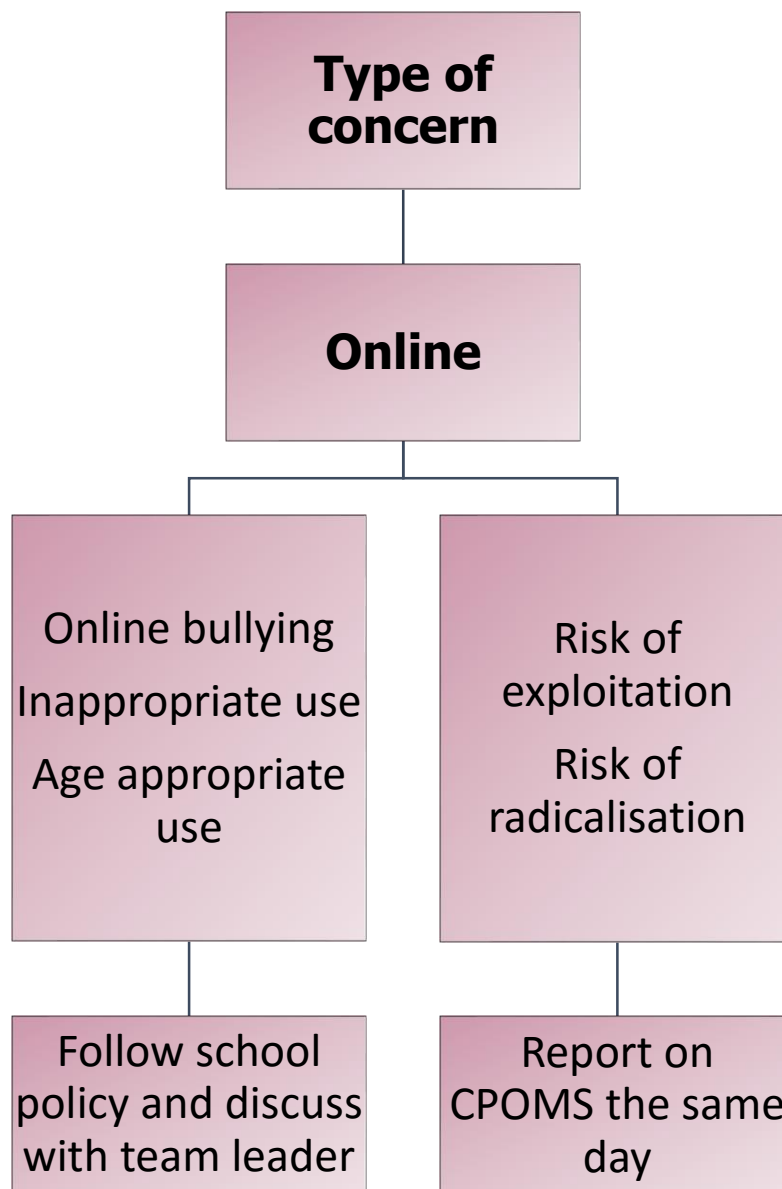 Type of
concern
Online
Online bullying
Inappropriate use
Age appropriate
use
Risk of
exploitation
Risk of
radicalisation
Follow school
policy and discuss
with team leader
Report on
CPOMS the same
day